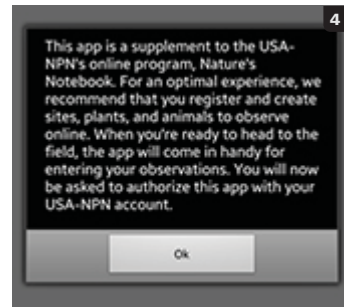 4
This app is a supplement to the USA-
NPN's online program, Nature's
Notebook. For an optimal experience, we
recommend that you register and create
sites, plants, and animals to observe
online. When you're ready to head to the
field, the app will come in handy for
entering your observations. You will now
be asked to authorize this app with your
USA-NPN account.
Ok